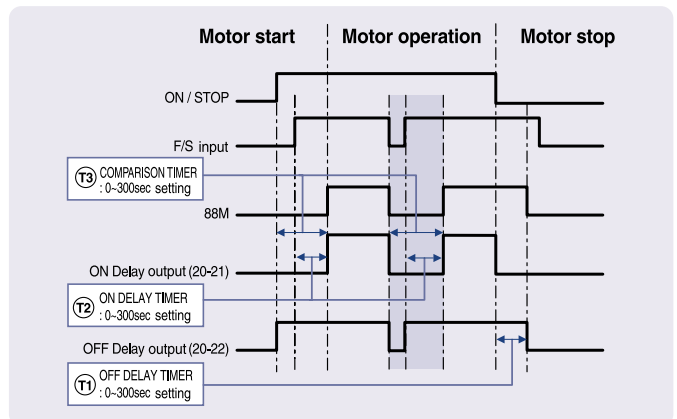 Motor start
Motor operation
Motor stop
ON / STOP
F/S input
T3 COMPARISON TIMER
: 0~300sec setting
88M
ON Delay output (20-21)
T2 ON DELAY TIMER
: 0~300sec setting
OFF Delay output (20-22)
T1 OFF DELAY TIMER
: 0~300sec setting